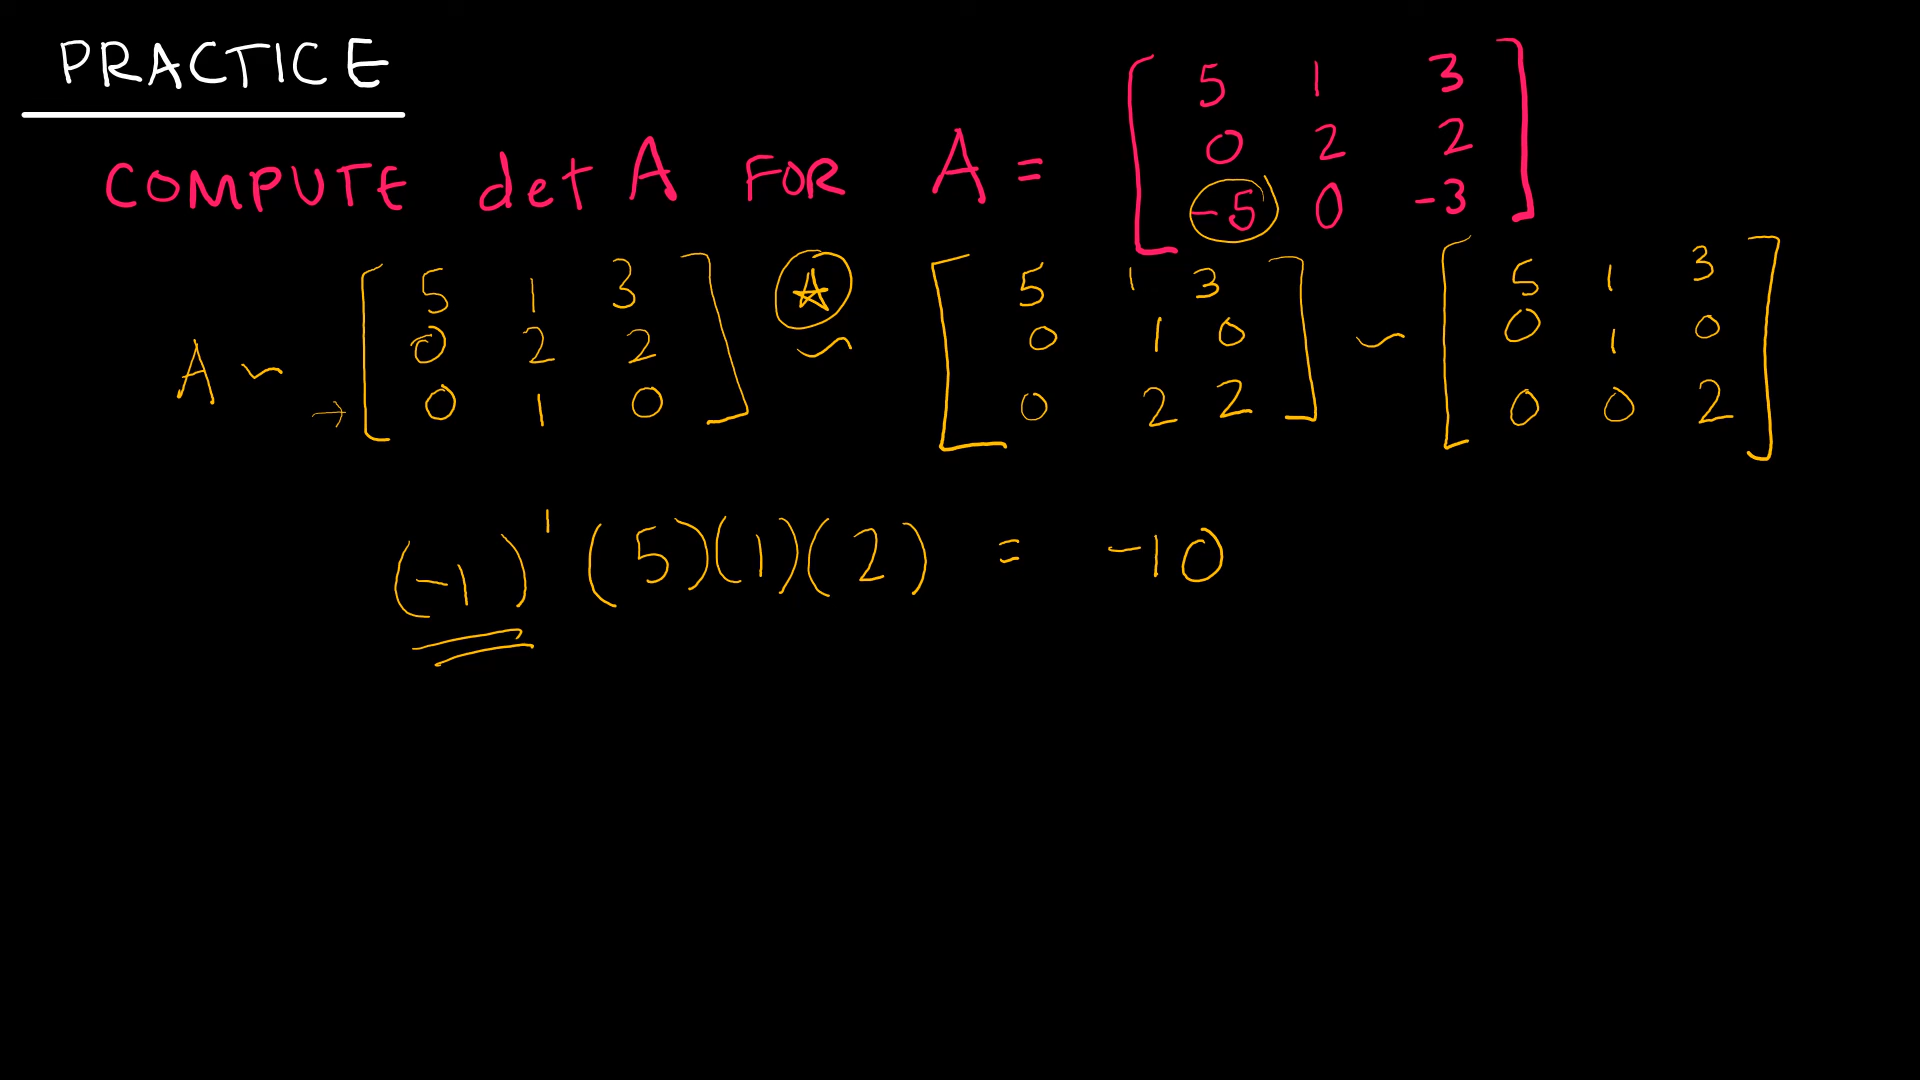 PRACTICE
COMPUTE det A FOR A = [ 5 1 3
0 2 2
-5 0 -3 ]
A ~ → [ 5 1 3 ☆ ~ [ 5 1 3 ~ [ 5 1 3
0 2 2 0 1 0 0 1 0
0 1 0 ] 0 2 2 ] 0 0 2 ]
(-1)¹ (5)(1)(2) = -10